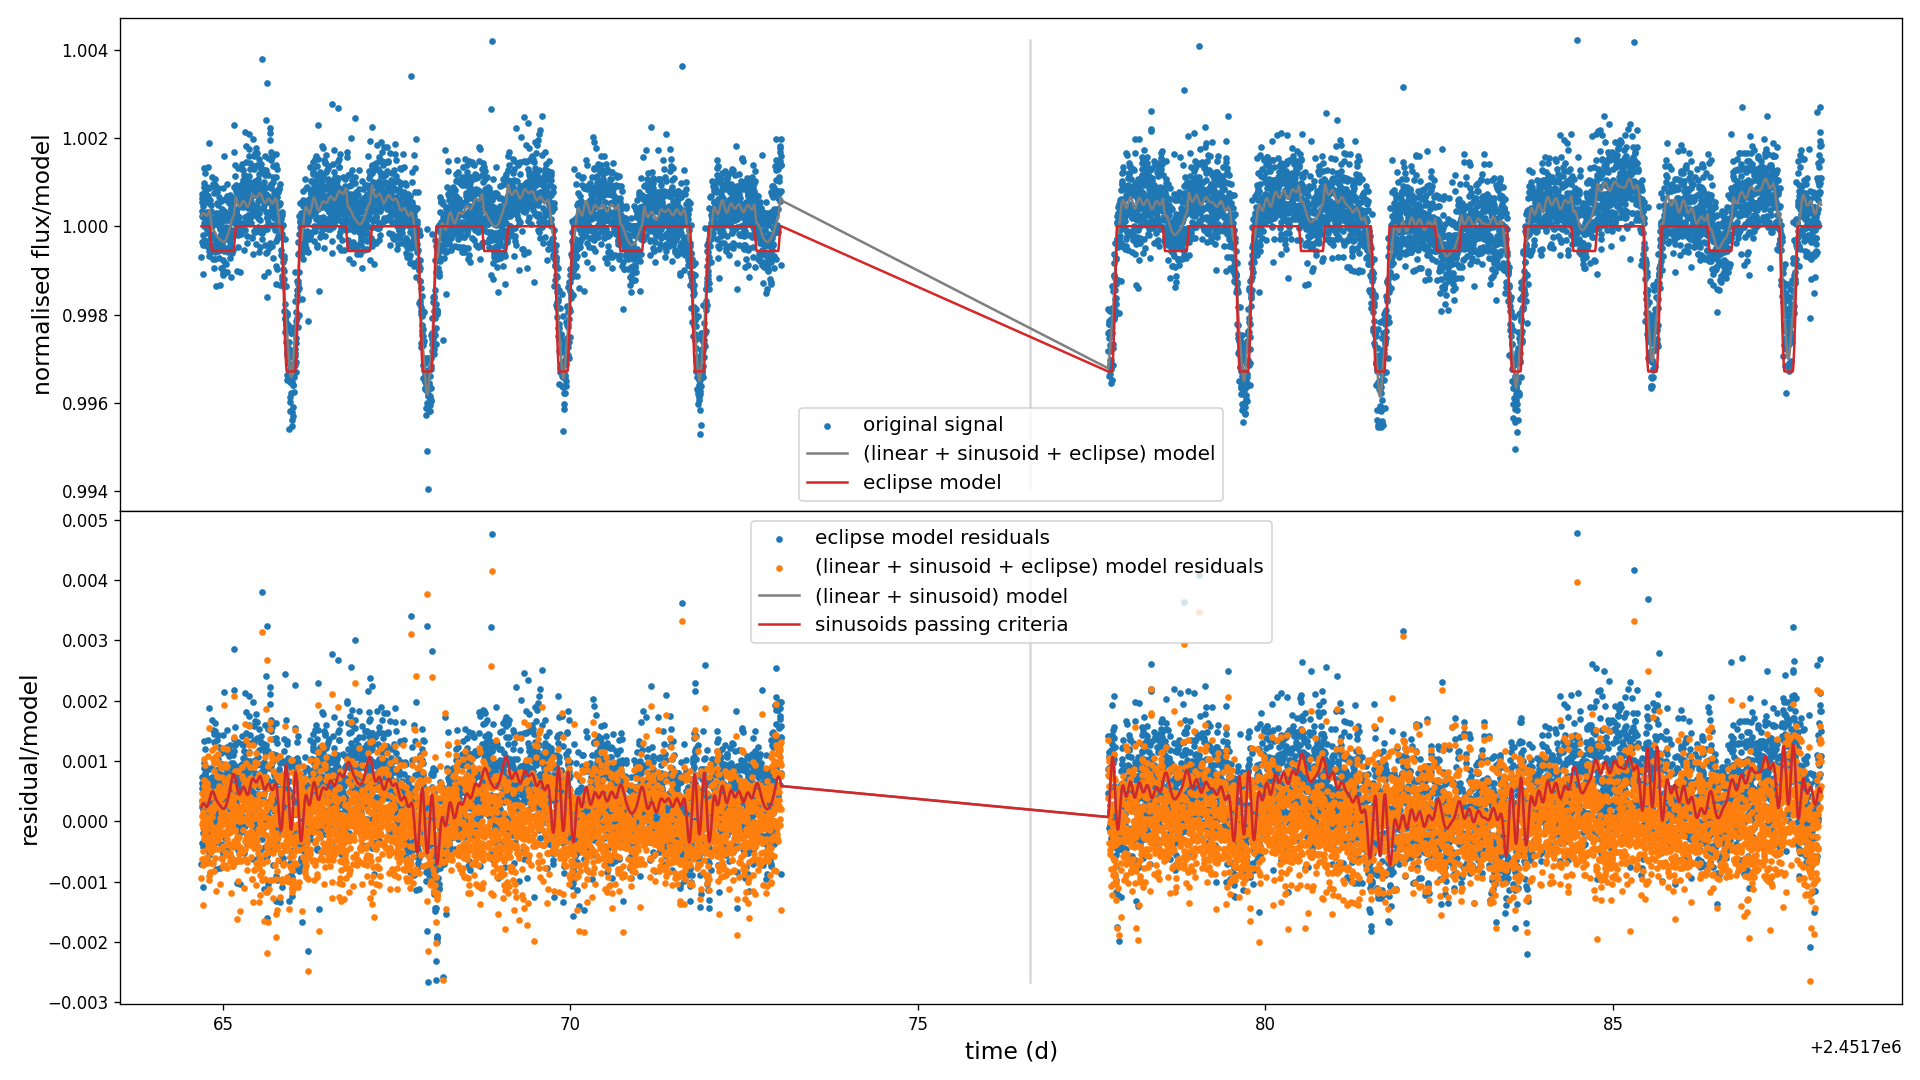 normalised flux/model
1.004
1.002
1.000
0.998
0.996
0.994
original signal
(linear + sinusoid + eclipse) model
eclipse model
residual/model
0.005
0.004
0.003
0.002
0.001
0.000
−0.001
−0.002
−0.003
eclipse model residuals
(linear + sinusoid + eclipse) model residuals
(linear + sinusoid) model
sinusoids passing criteria
65
70
75
80
85
time (d)
+2.4517e6